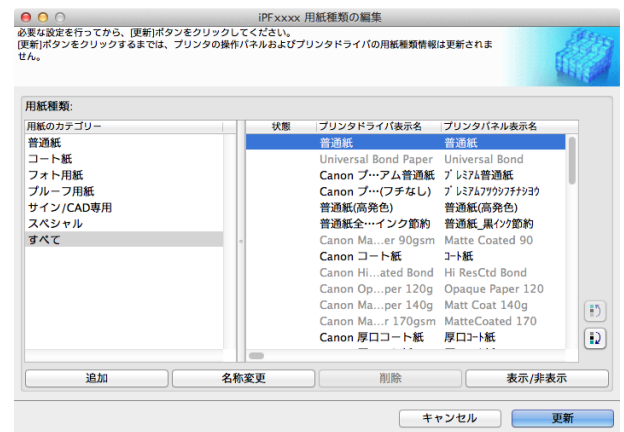 iPFxxxx 用紙種類の編集
必要な設定を行ってから、[更新]ボタンをクリックしてください。
[更新]ボタンをクリックするまでは、プリンタの操作パネルおよびプリンタドライバの用紙種類情報は更新されま
せん。
用紙種類:
用紙のカテゴリー
普通紙
コート紙
フォト用紙
プルーフ用紙
サイン/CAD専用
スペシャル
すべて
状態 プリンタドライバ表示名 プリンタパネル表示名
普通紙 普通紙
Universal Bond Paper Universal Bond
Canon プ…アム普通紙 プレミアム普通紙
Canon プ…(フチなし) プレミアムフツウシフチナシヨウ
普通紙(高発色) 普通紙(高発色)
普通紙全…インク節約 普通紙_黒インク節約
Canon Ma…er 90gsm Matte Coated 90
Canon コート紙 コート紙
Canon Hi…ated Bond Hi ResCtd Bond
Canon Op…per 120g Opaque Paper 120
Canon Ma…per 140g Matt Coat 140g
Canon Ma…r 170gsm MatteCoated 170
Canon 厚口コート紙 厚口コート紙
追加 名称変更 削除 表示/非表示
キャンセル 更新